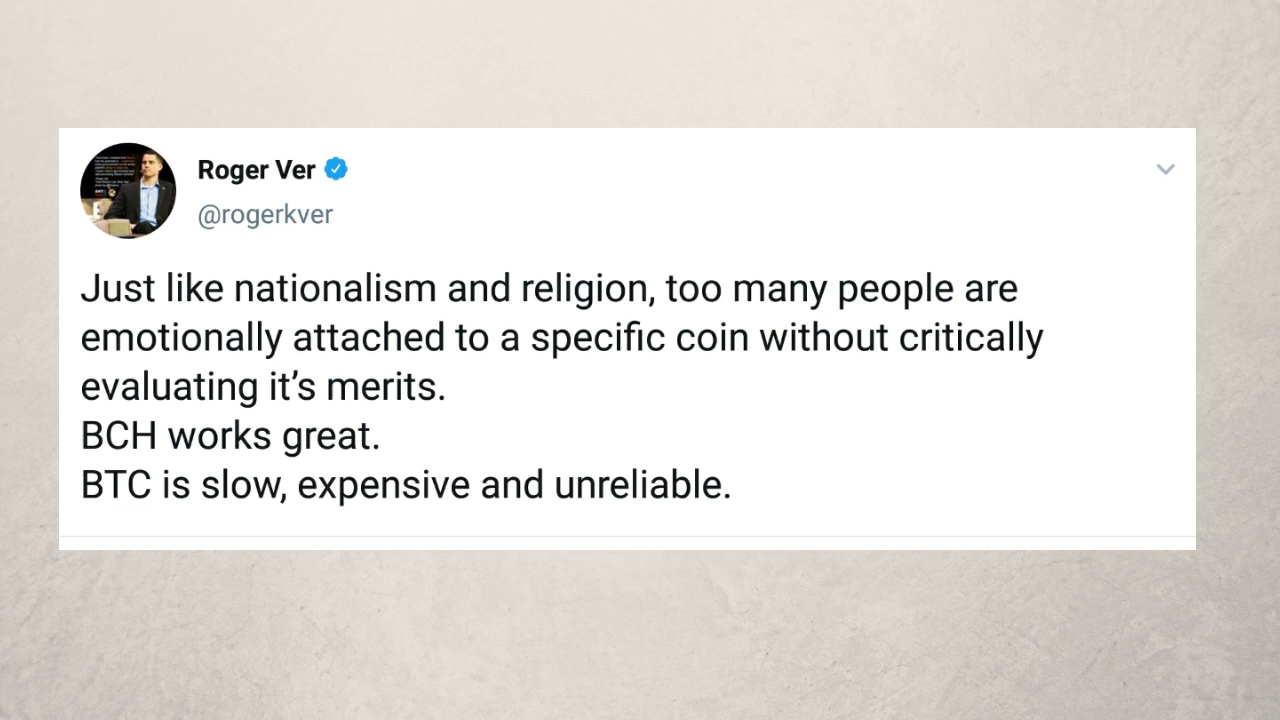 Roger Ver
@rogerkver
Just like nationalism and religion, too many people are
emotionally attached to a specific coin without critically
evaluating it’s merits.
BCH works great.
BTC is slow, expensive and unreliable.